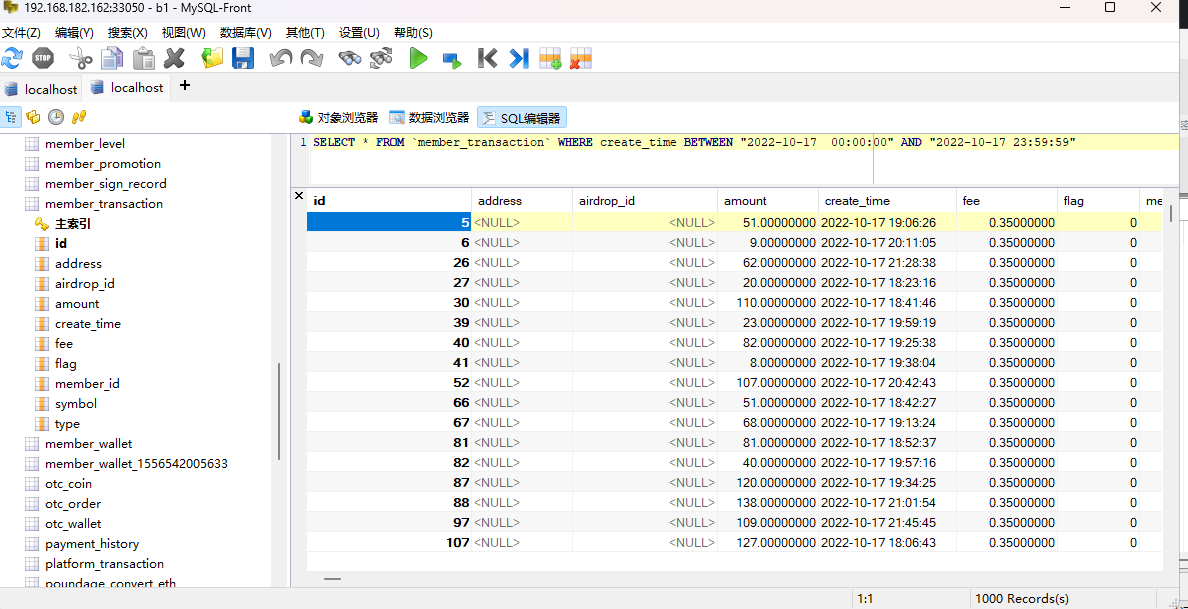 192.168.182.162:33050 - b1 - MySQL-Front
文件(Z) 编辑(Y) 搜索(X) 视图(W) 数据库(V) 其他(T) 设置(U) 帮助(S)
STOP
localhost localhost +
对象浏览器 数据浏览器 SQL编辑器
member_level
member_promotion
member_sign_record
member_transaction
主索引
id
address
airdrop_id
amount
create_time
fee
flag
member_id
symbol
type
member_wallet
member_wallet_1556542005633
otc_coin
otc_order
otc_wallet
payment_history
platform_transaction
poundage_convert_eth
1 SELECT * FROM `member_transaction` WHERE create_time BETWEEN "2022-10-17  00:00:00" AND "2022-10-17 23:59:59"
id address airdrop_id amount create_time fee flag me
5 <NULL> <NULL> 51.00000000 2022-10-17 19:06:26 0.35000000 0
6 <NULL> <NULL> 9.00000000 2022-10-17 20:11:05 0.35000000 0
26 <NULL> <NULL> 62.00000000 2022-10-17 21:28:38 0.35000000 0
27 <NULL> <NULL> 20.00000000 2022-10-17 18:23:16 0.35000000 0
30 <NULL> <NULL> 110.00000000 2022-10-17 18:41:46 0.35000000 0
39 <NULL> <NULL> 23.00000000 2022-10-17 19:59:19 0.35000000 0
40 <NULL> <NULL> 82.00000000 2022-10-17 19:25:38 0.35000000 0
41 <NULL> <NULL> 8.00000000 2022-10-17 19:38:04 0.35000000 0
52 <NULL> <NULL> 107.00000000 2022-10-17 20:42:43 0.35000000 0
66 <NULL> <NULL> 51.00000000 2022-10-17 18:42:27 0.35000000 0
67 <NULL> <NULL> 68.00000000 2022-10-17 19:13:24 0.35000000 0
81 <NULL> <NULL> 81.00000000 2022-10-17 18:52:37 0.35000000 0
82 <NULL> <NULL> 40.00000000 2022-10-17 19:57:16 0.35000000 0
87 <NULL> <NULL> 120.00000000 2022-10-17 19:34:25 0.35000000 0
88 <NULL> <NULL> 138.00000000 2022-10-17 21:01:54 0.35000000 0
97 <NULL> <NULL> 109.00000000 2022-10-17 21:45:45 0.35000000 0
107 <NULL> <NULL> 127.00000000 2022-10-17 18:06:43 0.35000000 0
1:1 1000 Records(s)